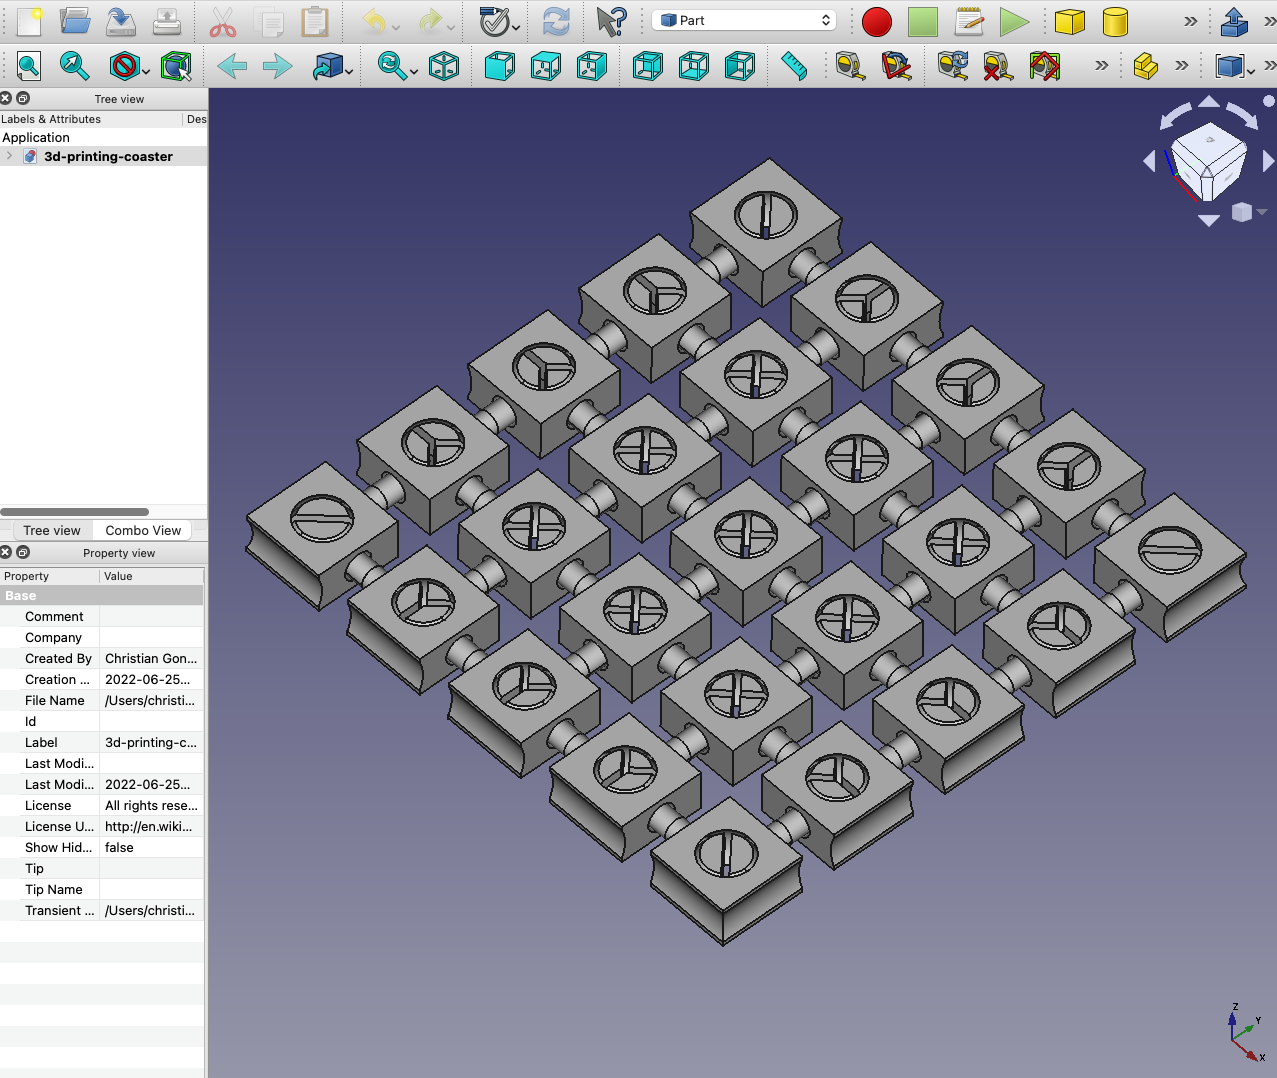 Part
»
»
»
»
»
Tree view
Labels & Attributes Des
Application
3d-printing-coaster
Tree view Combo View
Property view
Property Value
Base
Comment
Company
Created By Christian Gon...
Creation ... 2022-06-25...
File Name /Users/christi...
Id
Label 3d-printing-c...
Last Modi...
Last Modi... 2022-06-25...
License All rights rese...
License U... http://en.wiki...
Show Hid... false
Tip
Tip Name
Transient ... /Users/christi...
Z
Y
X